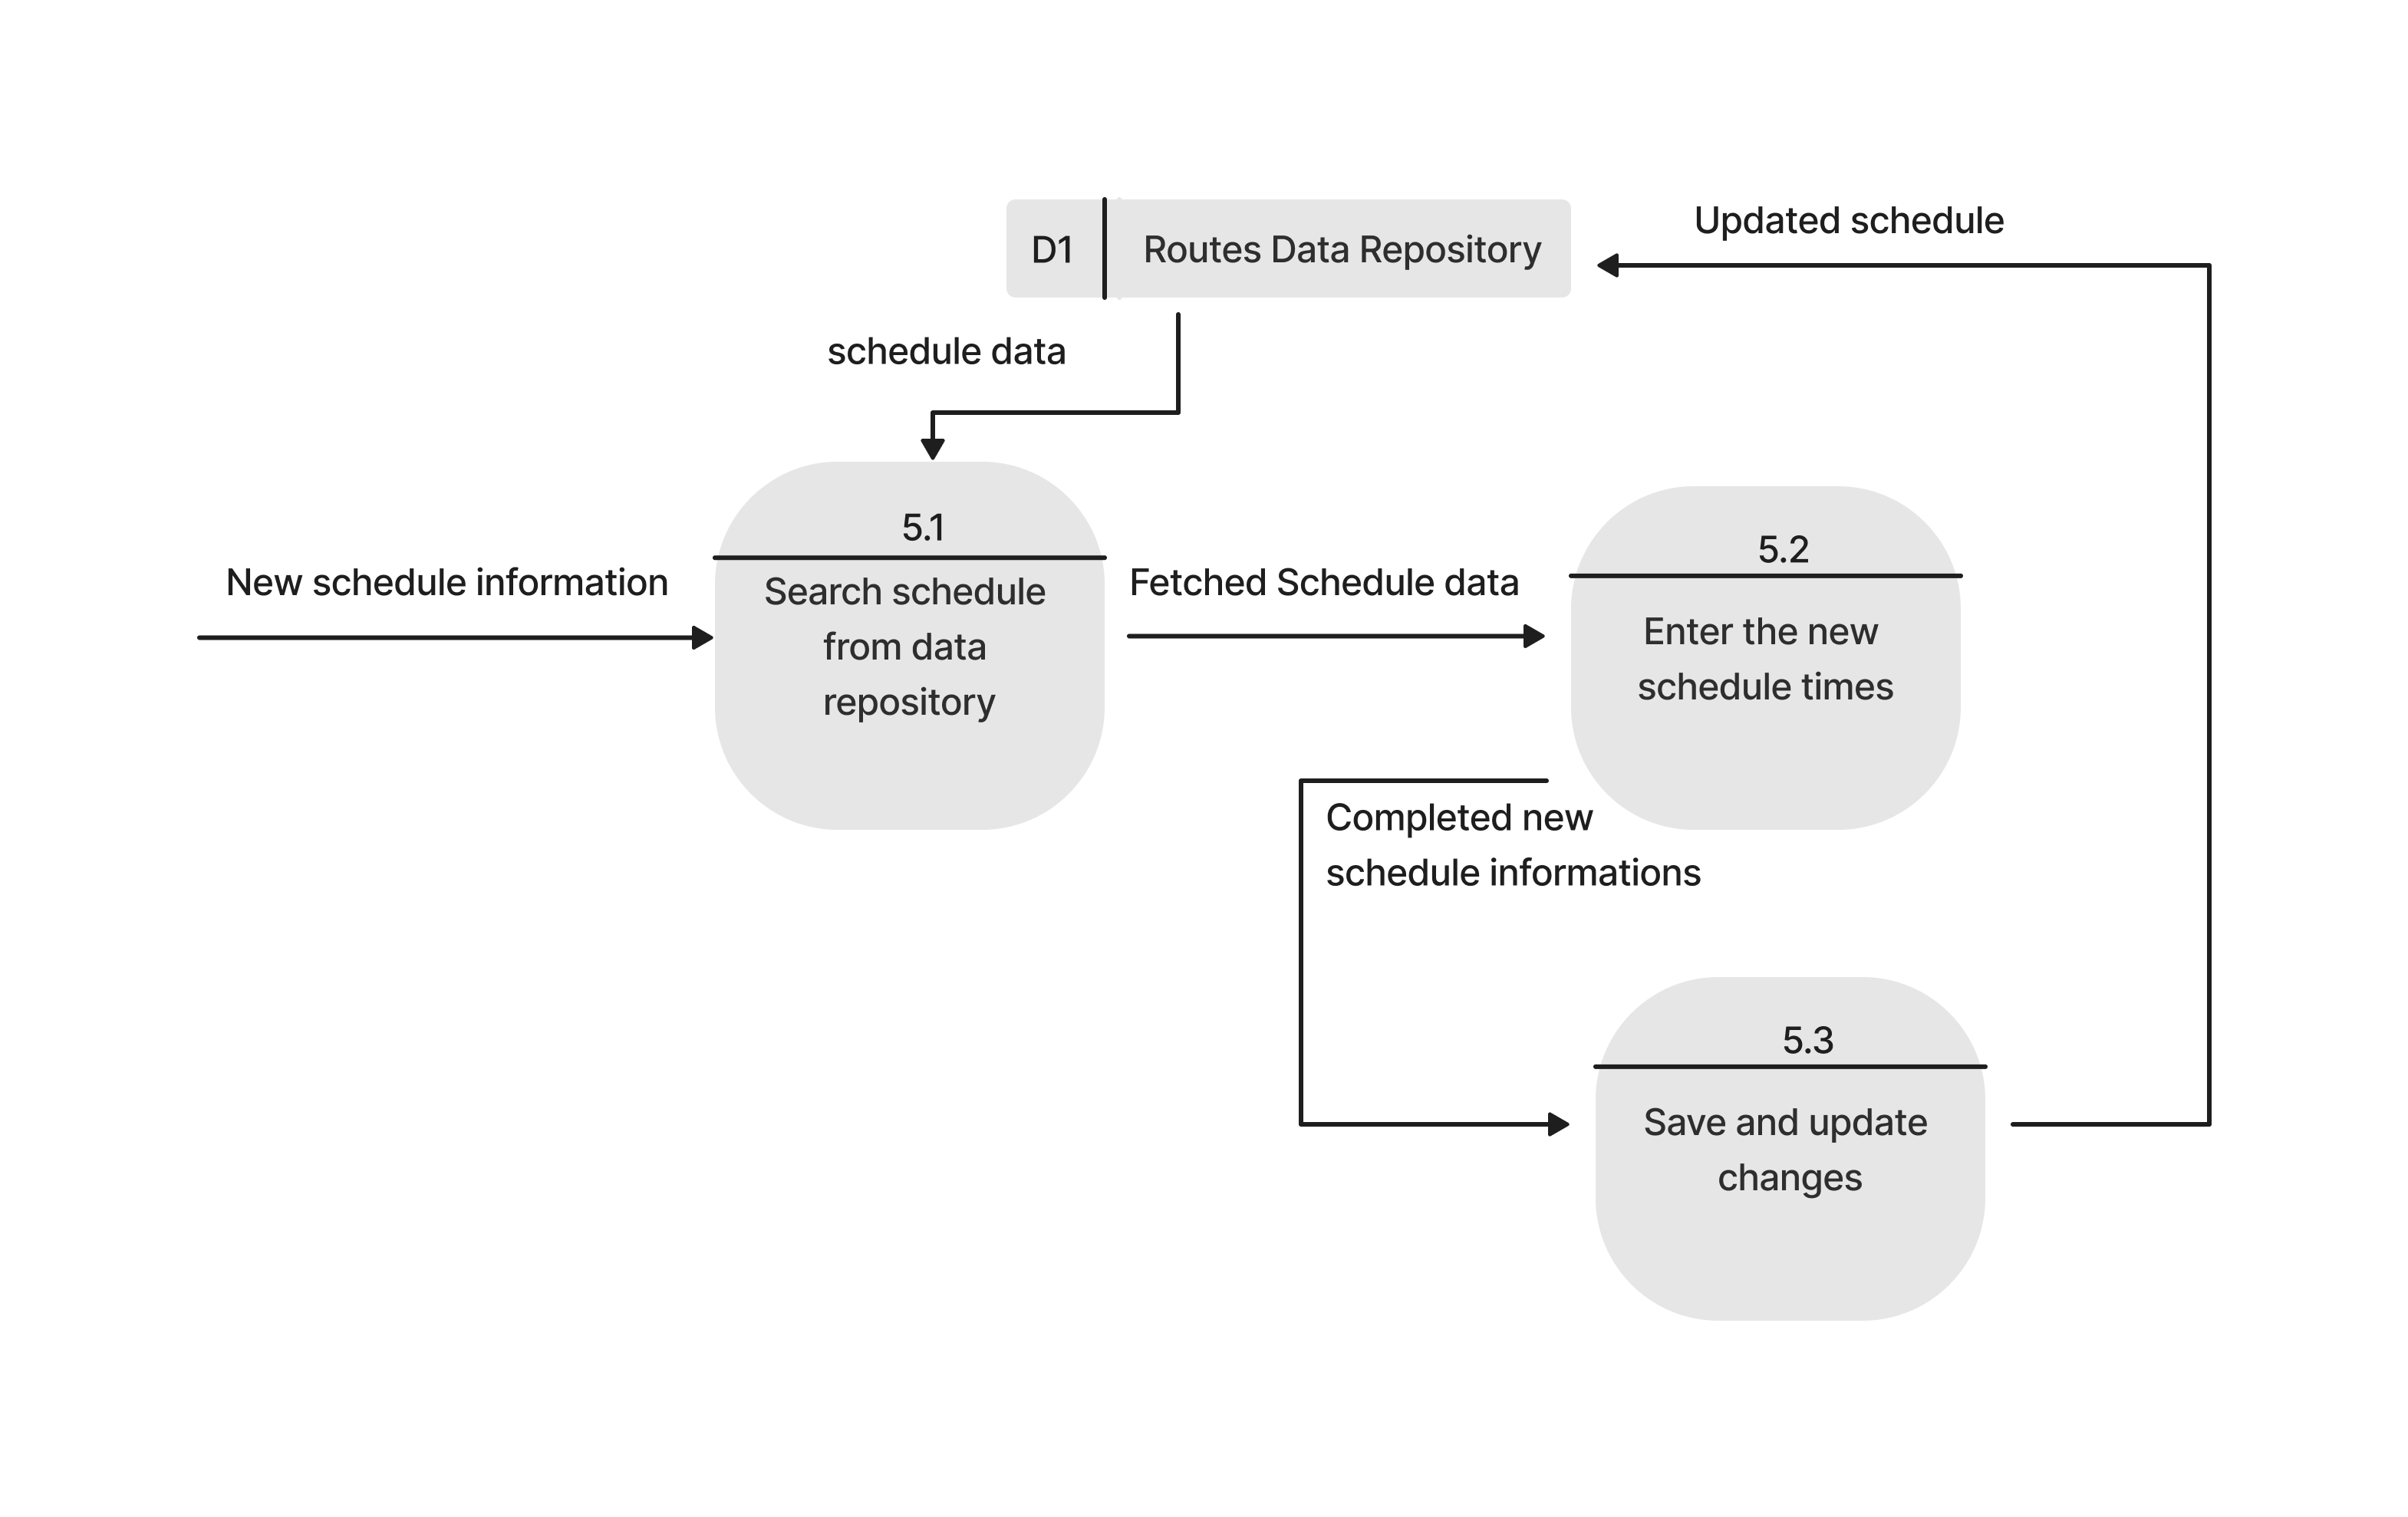 D1
Routes Data Repository
Updated schedule
schedule data
5.1
Search schedule
from data
repository
New schedule information
Fetched Schedule data
5.2
Enter the new
schedule times
Completed new
schedule informations
5.3
Save and update
changes